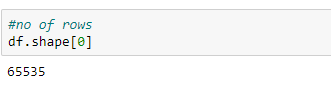 #no of rows
df.shape[0]
65535